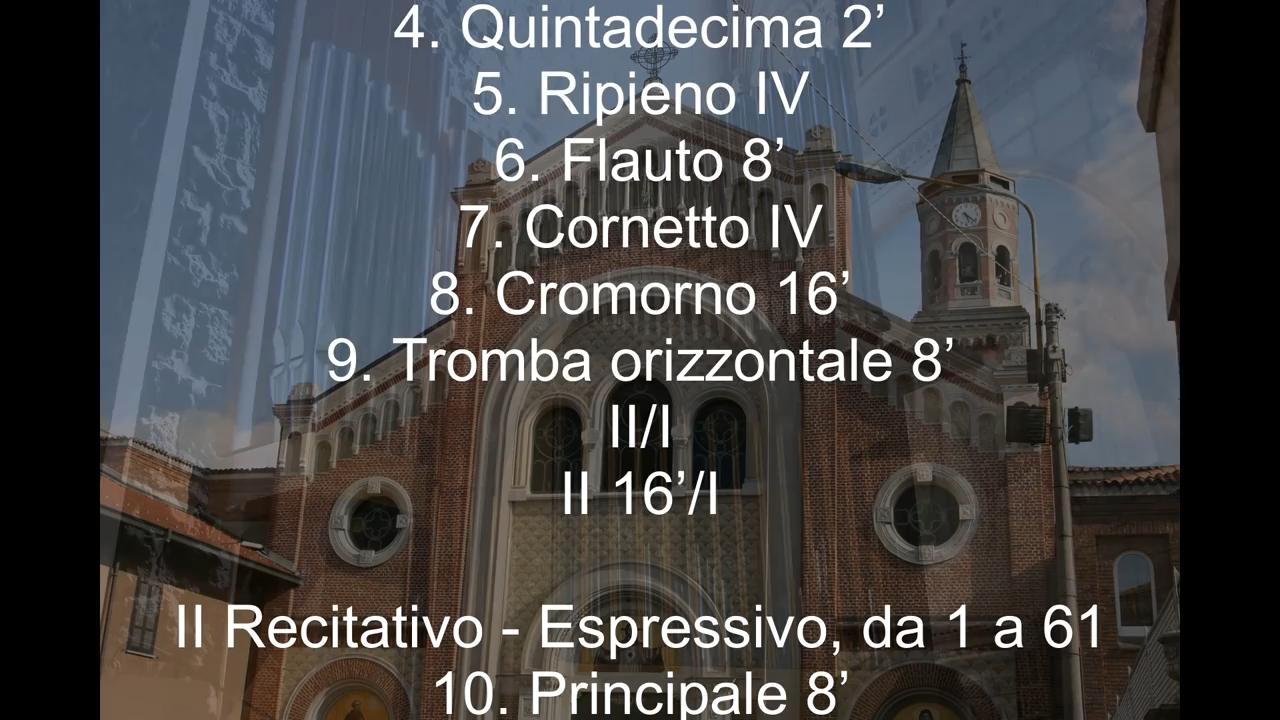 4. Quintadecima 2’
5. Ripieno IV
6. Flauto 8’
7. Cornetto IV
8. Cromorno 16’
9. Tromba orizzontale 8’
II/I
II 16’/I
II Recitativo - Espressivo, da 1 a 61
10. Principale 8’